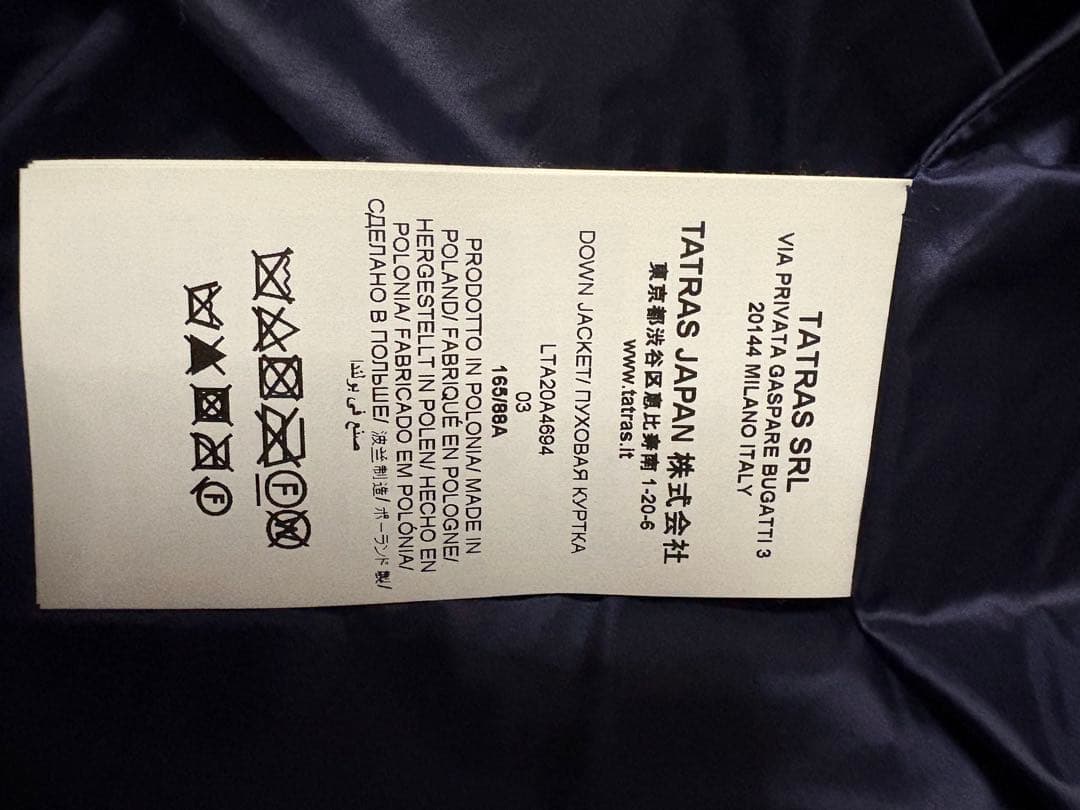 TATRAS SRL
VIA PRIVATA GASPARE BUGATTI 3
20144 MILANO ITALY
TATRAS JAPAN 株式会社
東京都渋谷区恵比寿南 1-20-6
www.tatras.it
DOWN JACKET/ ПУХОВАЯ КУРТКА
LTA20A4694
03
165/88A
PRODOTTO IN POLONIA/ MADE IN
POLAND/ FABRIQUÉ EN POLOGNE/
HERGESTELLT IN POLEN/ HECHO EN
POLONIA/ FABRICADO EM POLÓNIA/
СДЕЛАНО В ПОЛЬШЕ/ 波兰制造/ ポーランド製/
صنع في بولندا
F W
F